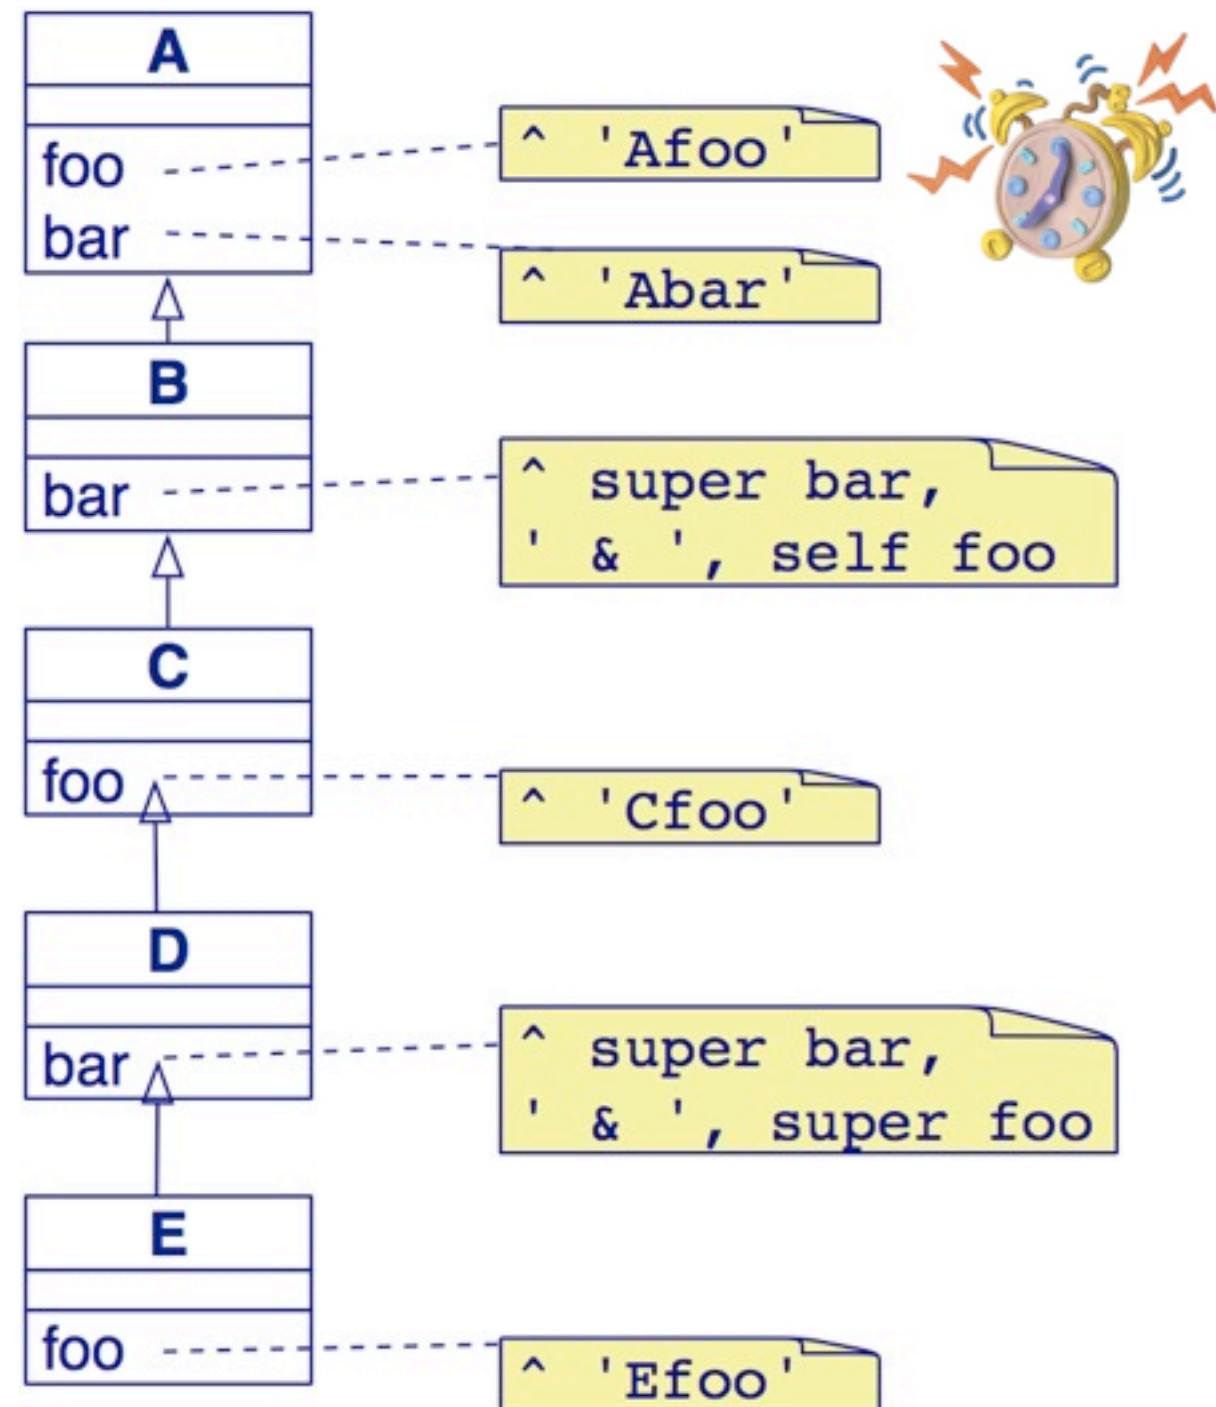 A
foo
^ 'Afoo'
bar
^ 'Abar'
B
bar
^ super bar,
' & ', self foo
C
foo
^ 'Cfoo'
D
bar
^ super bar,
' & ', super foo
E
foo
^ 'Efoo'